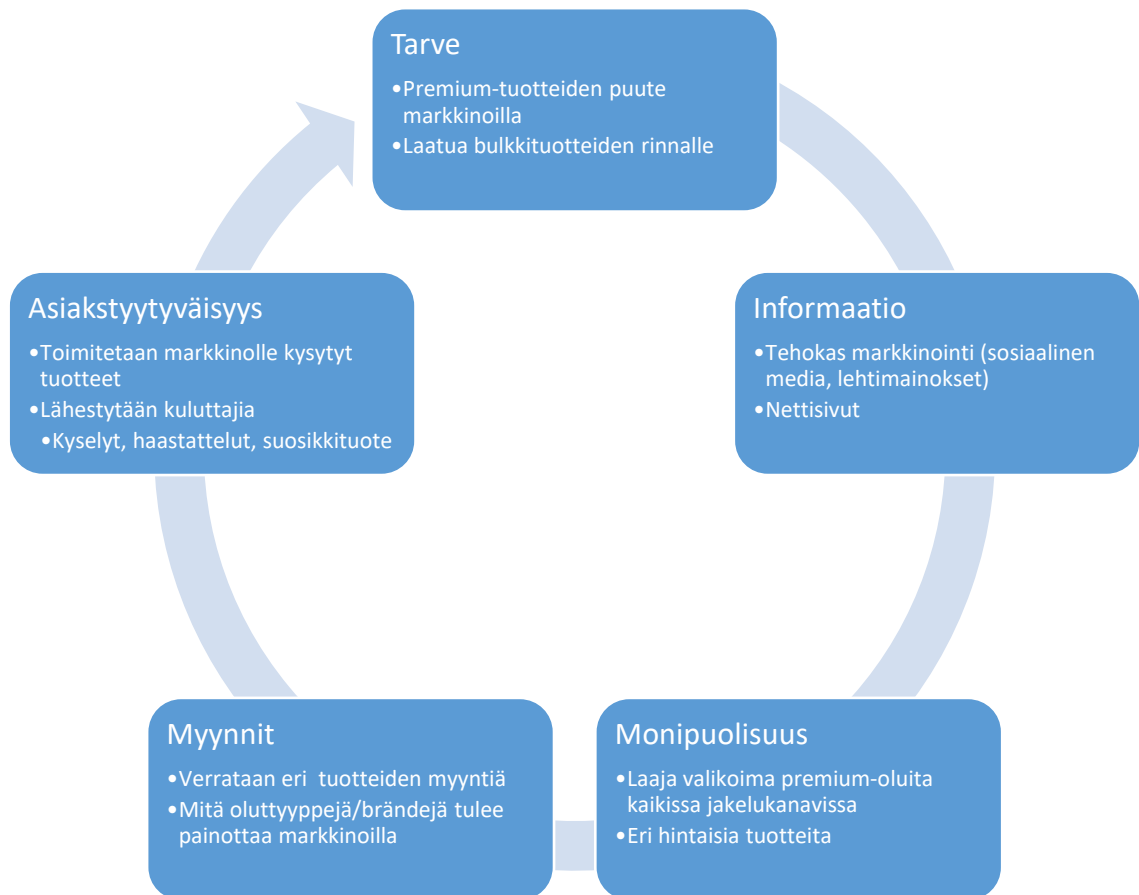 Tarve
•Premium-tuotteiden puute
markkinoilla
•Laatua bulkkituotteiden rinnalle
Informaatio
•Tehokas markkinointi (sosiaalinen
media, lehtimainokset)
•Nettisivut
Monipuolisuus
•Laaja valikoima premium-oluita
kaikissa jakelukanavissa
•Eri hintaisia tuotteita
Myynnit
•Verrataan eri  tuotteiden myyntiä
•Mitä oluttyyppejä/brändejä tulee
painottaa markkinoilla
Asiakstyytyväisyys
•Toimitetaan markkinolle kysytyt
tuotteet
•Lähestytään kuluttajia
•Kyselyt, haastattelut, suosikkituote